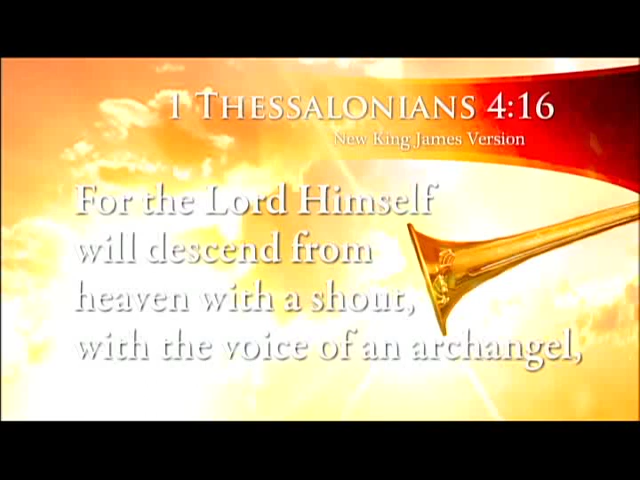 1 Thessalonians 4:16
New King James Version
For the Lord Himself
will descend from
heaven with a shout,
with the voice of an archangel,